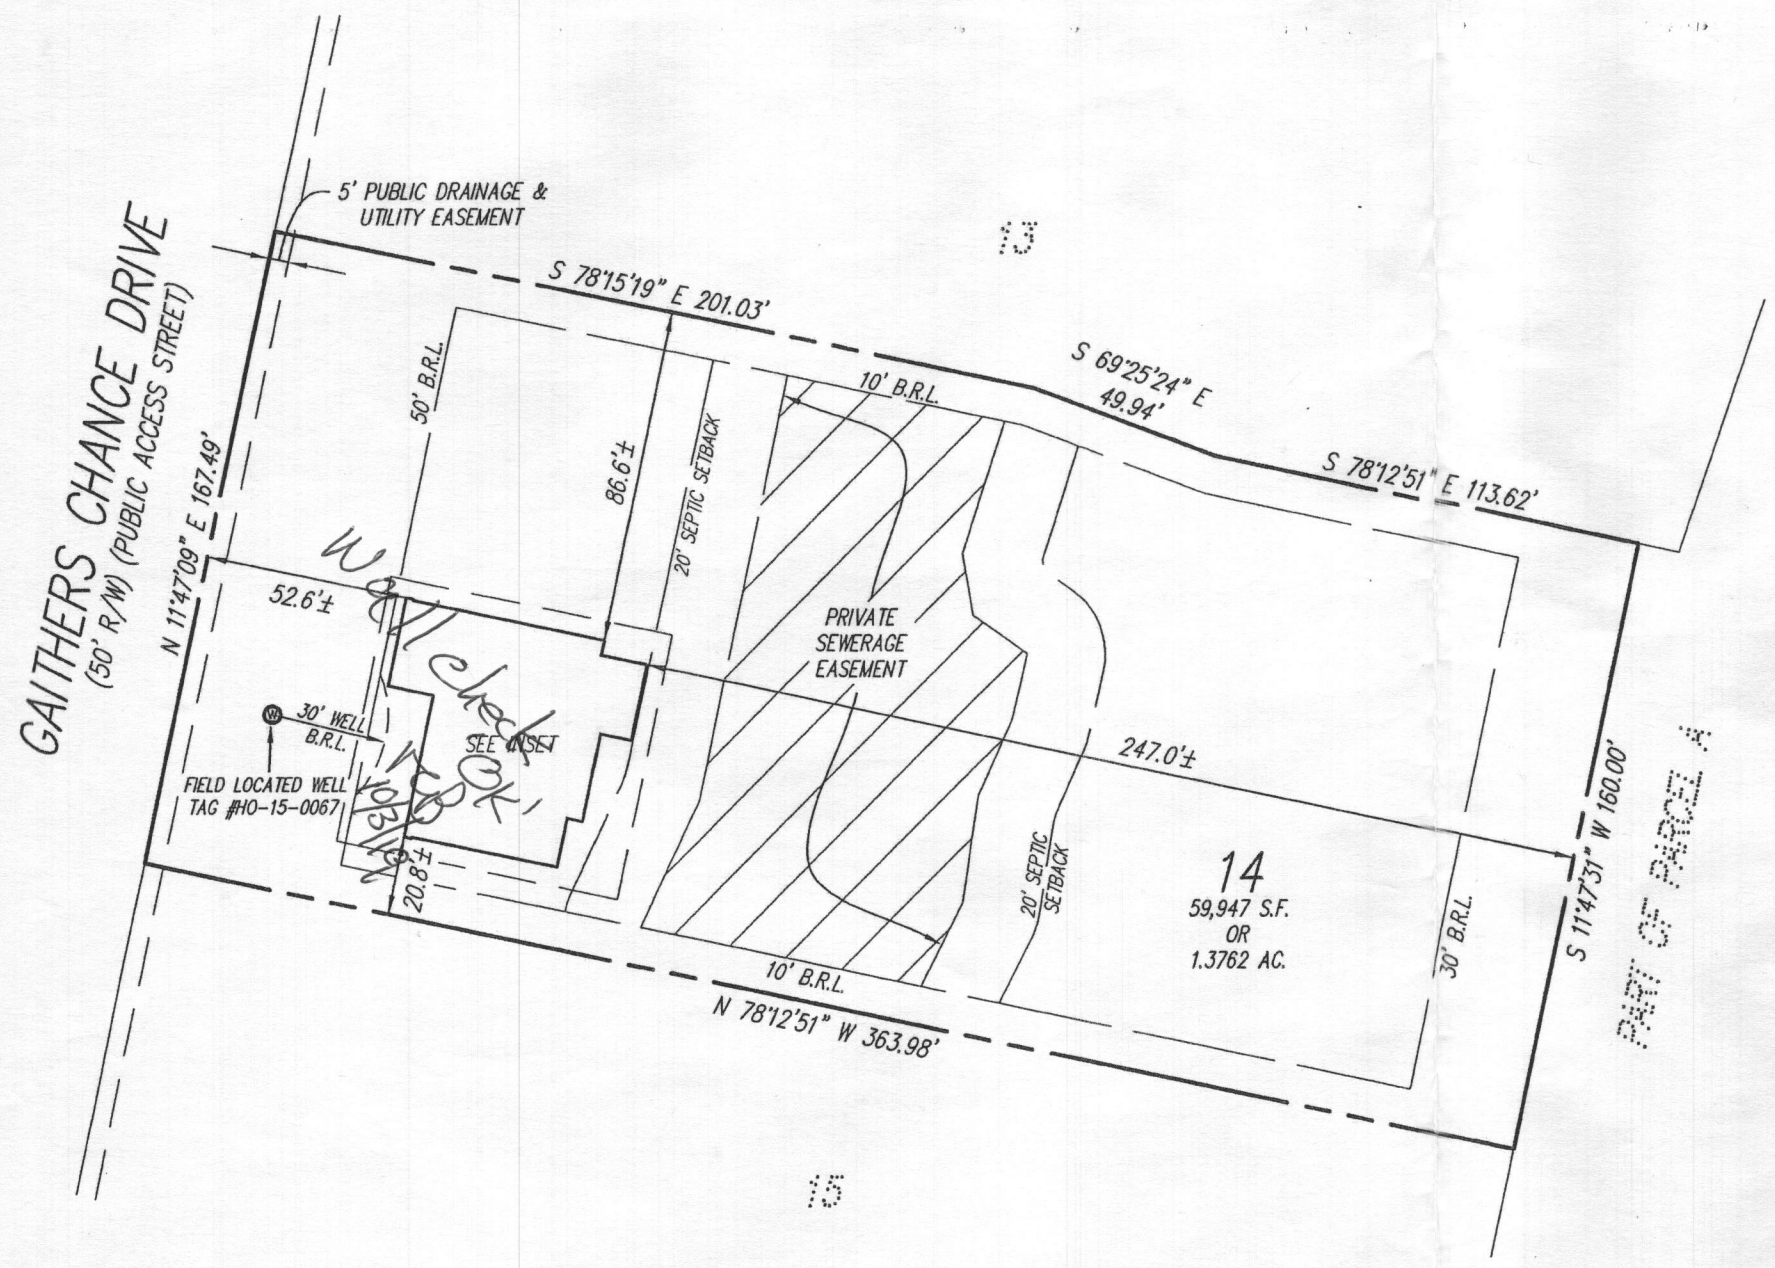 5' PUBLIC DRAINAGE &
UTILITY EASEMENT
13
GAITHERS CHANCE DRIVE
(50' R/W) (PUBLIC ACCESS STREET)
N 11°47'09" E 167.49'
S 78°15'19" E 201.03'
S 69°25'24" E
49.94'
S 78°12'51" E 113.62'
50' B.R.L.
10' B.R.L.
86.6'±
20' SEPTIC SETBACK
52.6'±
PRIVATE
SEWERAGE
EASEMENT
Well check
OK'
30' WELL
B.R.L.
SEE INSET
FIELD LOCATED WELL
TAG #HO-15-0067
247.0'±
20.8'±
20' SEPTIC
SETBACK
14
59,947 S.F.
OR
1.3762 AC.
30' B.R.L.
S 11°47'31" W 160.00'
PART OF PARCEL A
10' B.R.L.
N 78°12'51" W 363.98'
15